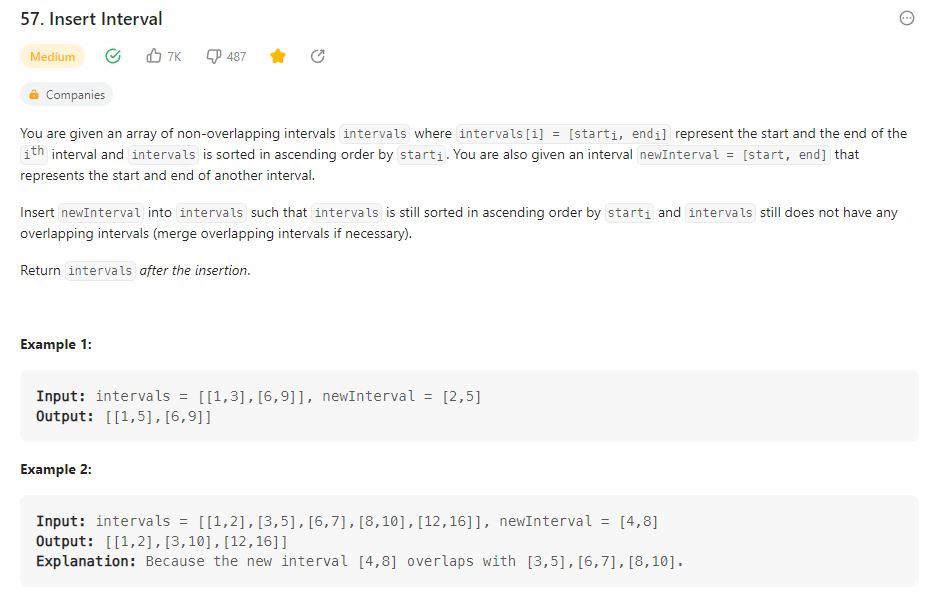 57. Insert Interval
Medium 7K 487
Companies
You are given an array of non-overlapping intervals intervals where intervals[i] = [starti, endi] represent the start and the end of the
ith interval and intervals is sorted in ascending order by starti. You are also given an interval newInterval = [start, end] that
represents the start and end of another interval.
Insert newInterval into intervals such that intervals is still sorted in ascending order by starti and intervals still does not have any
overlapping intervals (merge overlapping intervals if necessary).
Return intervals after the insertion.
Example 1:
Input: intervals = [[1,3],[6,9]], newInterval = [2,5]
Output: [[1,5],[6,9]]
Example 2:
Input: intervals = [[1,2],[3,5],[6,7],[8,10],[12,16]], newInterval = [4,8]
Output: [[1,2],[3,10],[12,16]]
Explanation: Because the new interval [4,8] overlaps with [3,5],[6,7],[8,10].